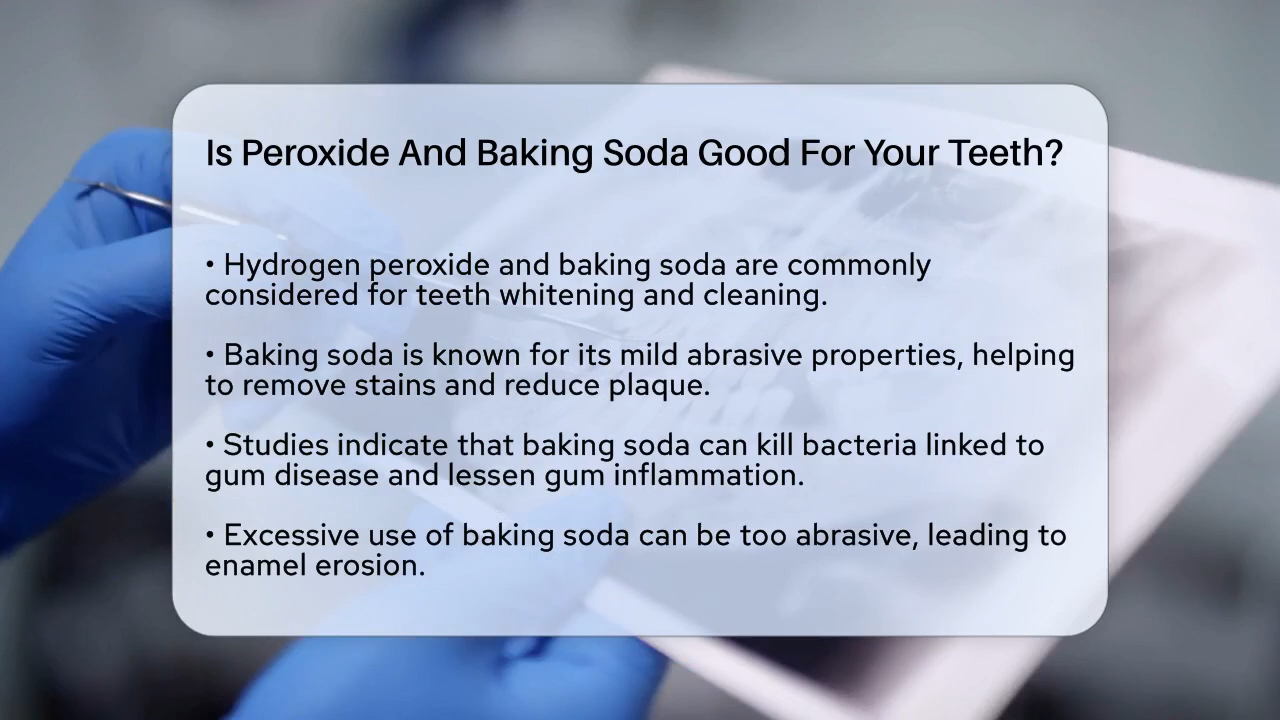 Is Peroxide And Baking Soda Good For Your Teeth?
• Hydrogen peroxide and baking soda are commonly
considered for teeth whitening and cleaning.
• Baking soda is known for its mild abrasive properties, helping
to remove stains and reduce plaque.
• Studies indicate that baking soda can kill bacteria linked to
gum disease and lessen gum inflammation.
• Excessive use of baking soda can be too abrasive, leading to
enamel erosion.